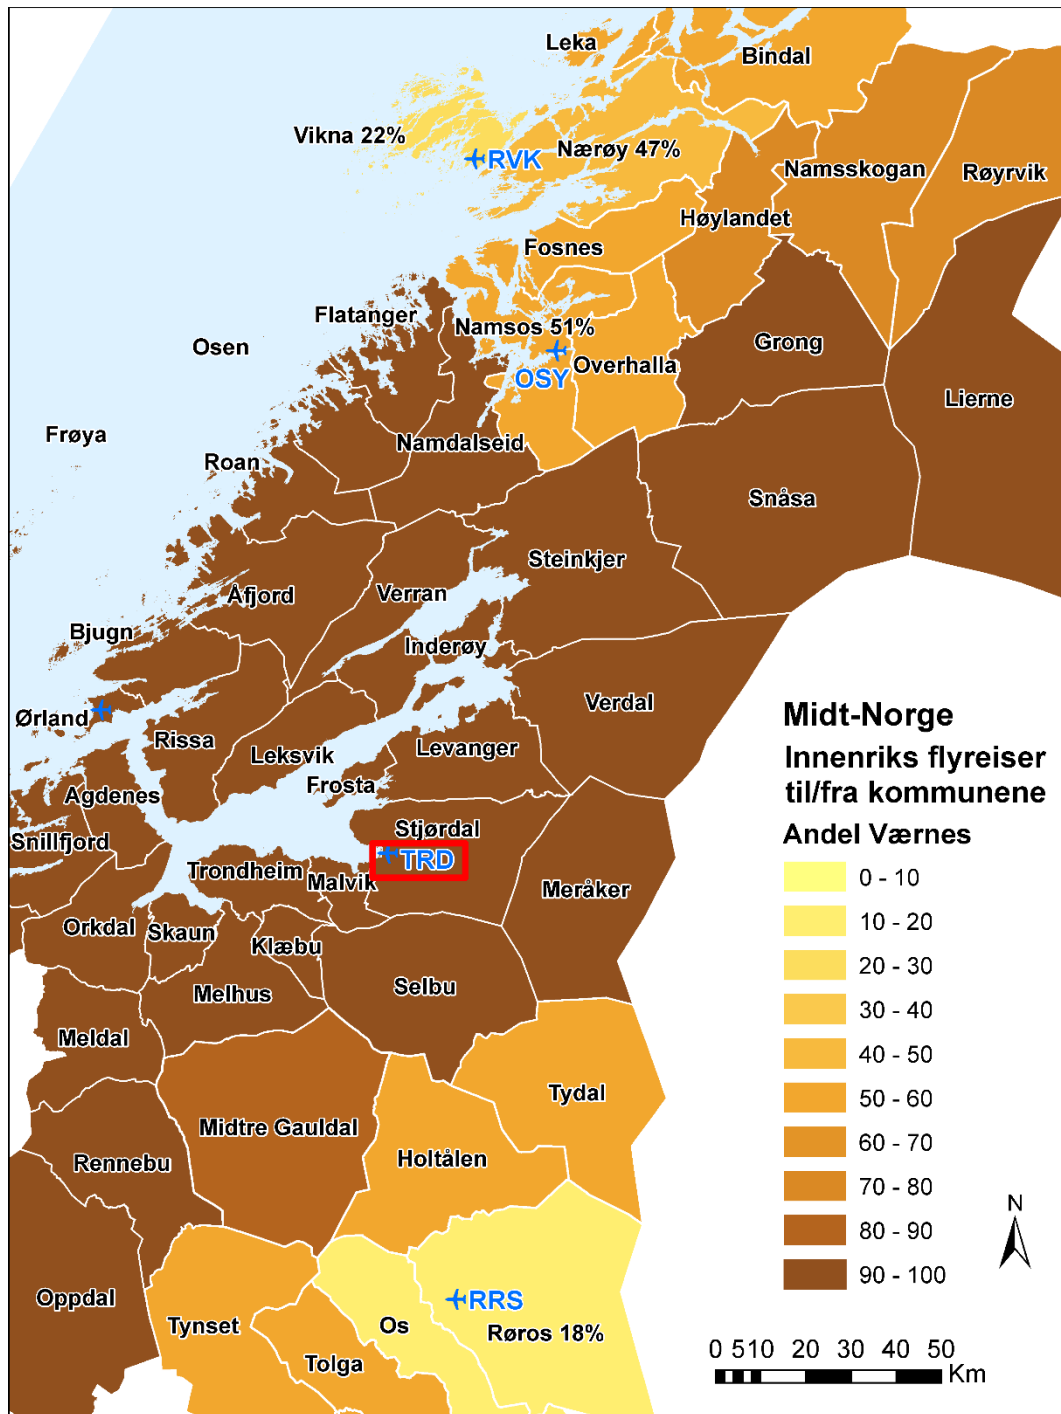 Leka
Bindal
Vikna 22%
RVK
Nærøy 47%
Namsskogan
Røyrvik
Høylandet
Fosnes
Flatanger
Namsos 51%
Osen
Grong
OSY
Overhalla
Lierne
Frøya
Namdalseid
Roan
Snåsa
Steinkjer
Åfjord
Verran
Bjugn
Inderøy
Verdal
Ørland
Rissa
Leksvik
Levanger
Frosta
Agdenes
Stjørdal
Snillfjord
TRD
Trondheim
Malvik
Meråker
Orkdal
Skaun
Klæbu
Selbu
Melhus
Meldal
Tydal
Midtre Gauldal
Holtålen
Rennebu
Oppdal
RRS
Tynset
Os
Røros 18%
Tolga
Midt-Norge
Innenriks flyreiser
til/fra kommunene
Andel Værnes
0 - 10
10 - 20
20 - 30
30 - 40
40 - 50
50 - 60
60 - 70
70 - 80
80 - 90
90 - 100
N
0 5 10 20 30 40 50
Km